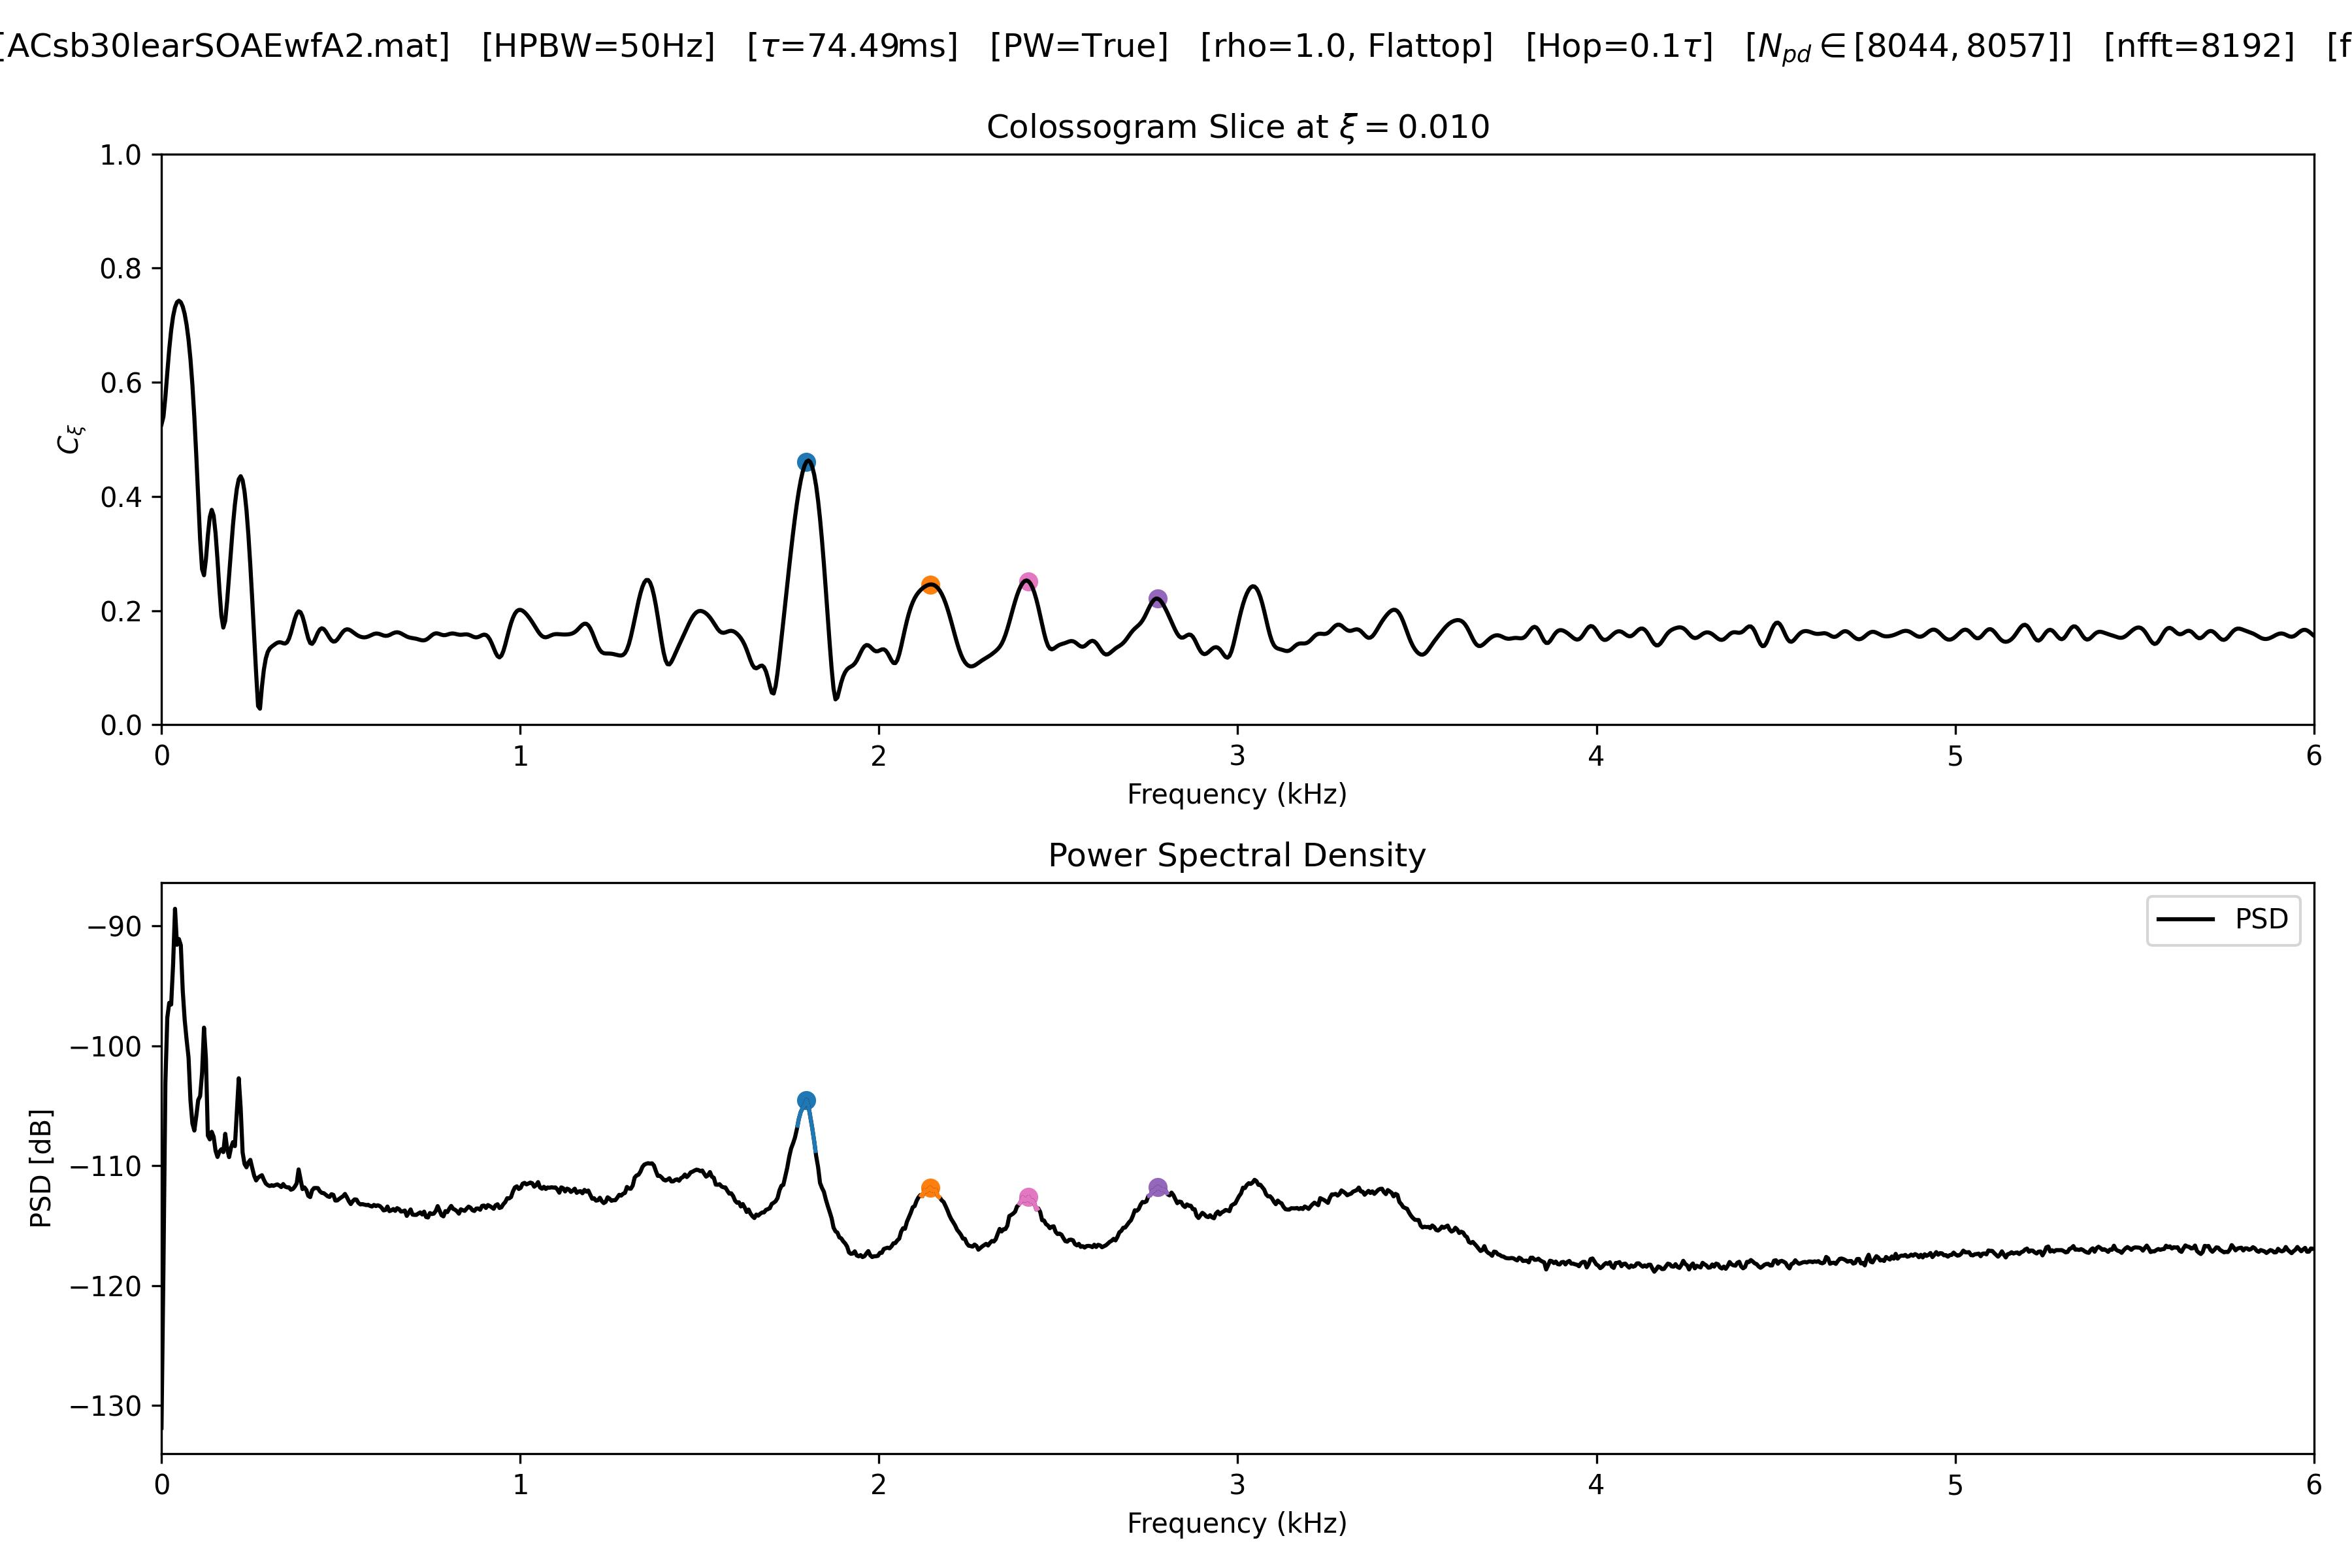 [ACsb30learSOAEwfA2.mat] [HPBW=50Hz] [τ=74.49ms] [PW=True] [rho=1.0, Flattop] [Hop=0.1τ] [N_pd ∈ [8044, 8057]] [nfft=8192] [f
Colossogram Slice at ξ = 0.010
1.0
0.8
0.6
0.4
0.2
0.0
C_ξ
0 1 2 3 4 5 6
Frequency (kHz)
Power Spectral Density
PSD
−90
−100
−110
−120
−130
PSD [dB]
0 1 2 3 4 5 6
Frequency (kHz)